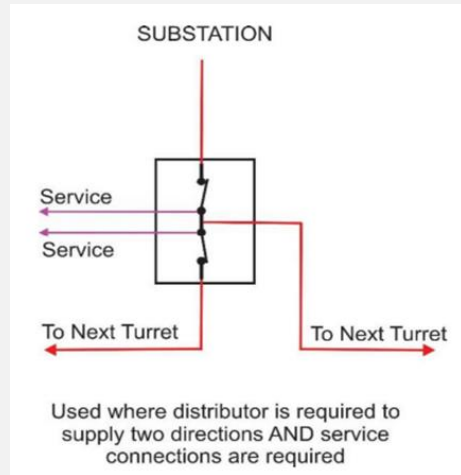 SUBSTATION
Service
Service
To Next Turret
To Next Turret
Used where distributor is required to
supply two directions AND service
connections are required